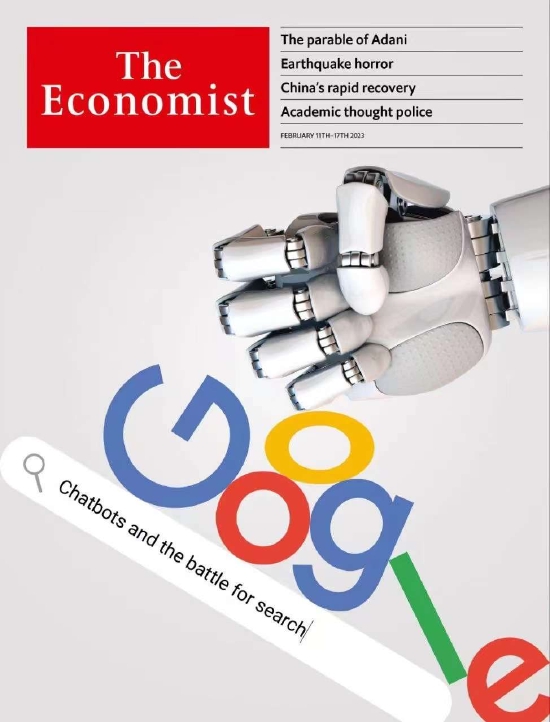 The
Economist
The parable of Adani
Earthquake horror
China's rapid recovery
Academic thought police
FEBRUARY 11TH–17TH 2023
Google
Chatbots and the battle for search